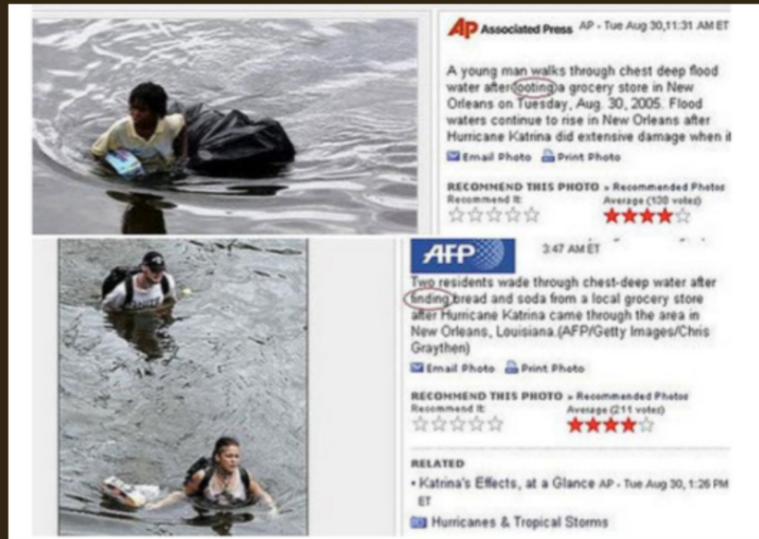 AP Associated Press AP - Tue Aug 30,11:31 AM ET
A young man walks through chest deep flood
water after looting a grocery store in New
Orleans on Tuesday, Aug. 30, 2005. Flood
waters continue to rise in New Orleans after
Hurricane Katrina did extensive damage when it
Email Photo Print Photo
RECOMMEND THIS PHOTO » Recommended Photos
Recommend It: Average (138 votes)
AFP 3:47 AM ET
Two residents wade through chest-deep water after
finding bread and soda from a local grocery store
after Hurricane Katrina came through the area in
New Orleans, Louisiana.(AFP/Getty Images/Chris
Graythen)
Email Photo Print Photo
RECOMMEND THIS PHOTO » Recommended Photos
Recommend It: Average (211 votes)
RELATED
• Katrina's Effects, at a Glance AP - Tue Aug 30, 1:26 PM
ET
Hurricanes & Tropical Storms